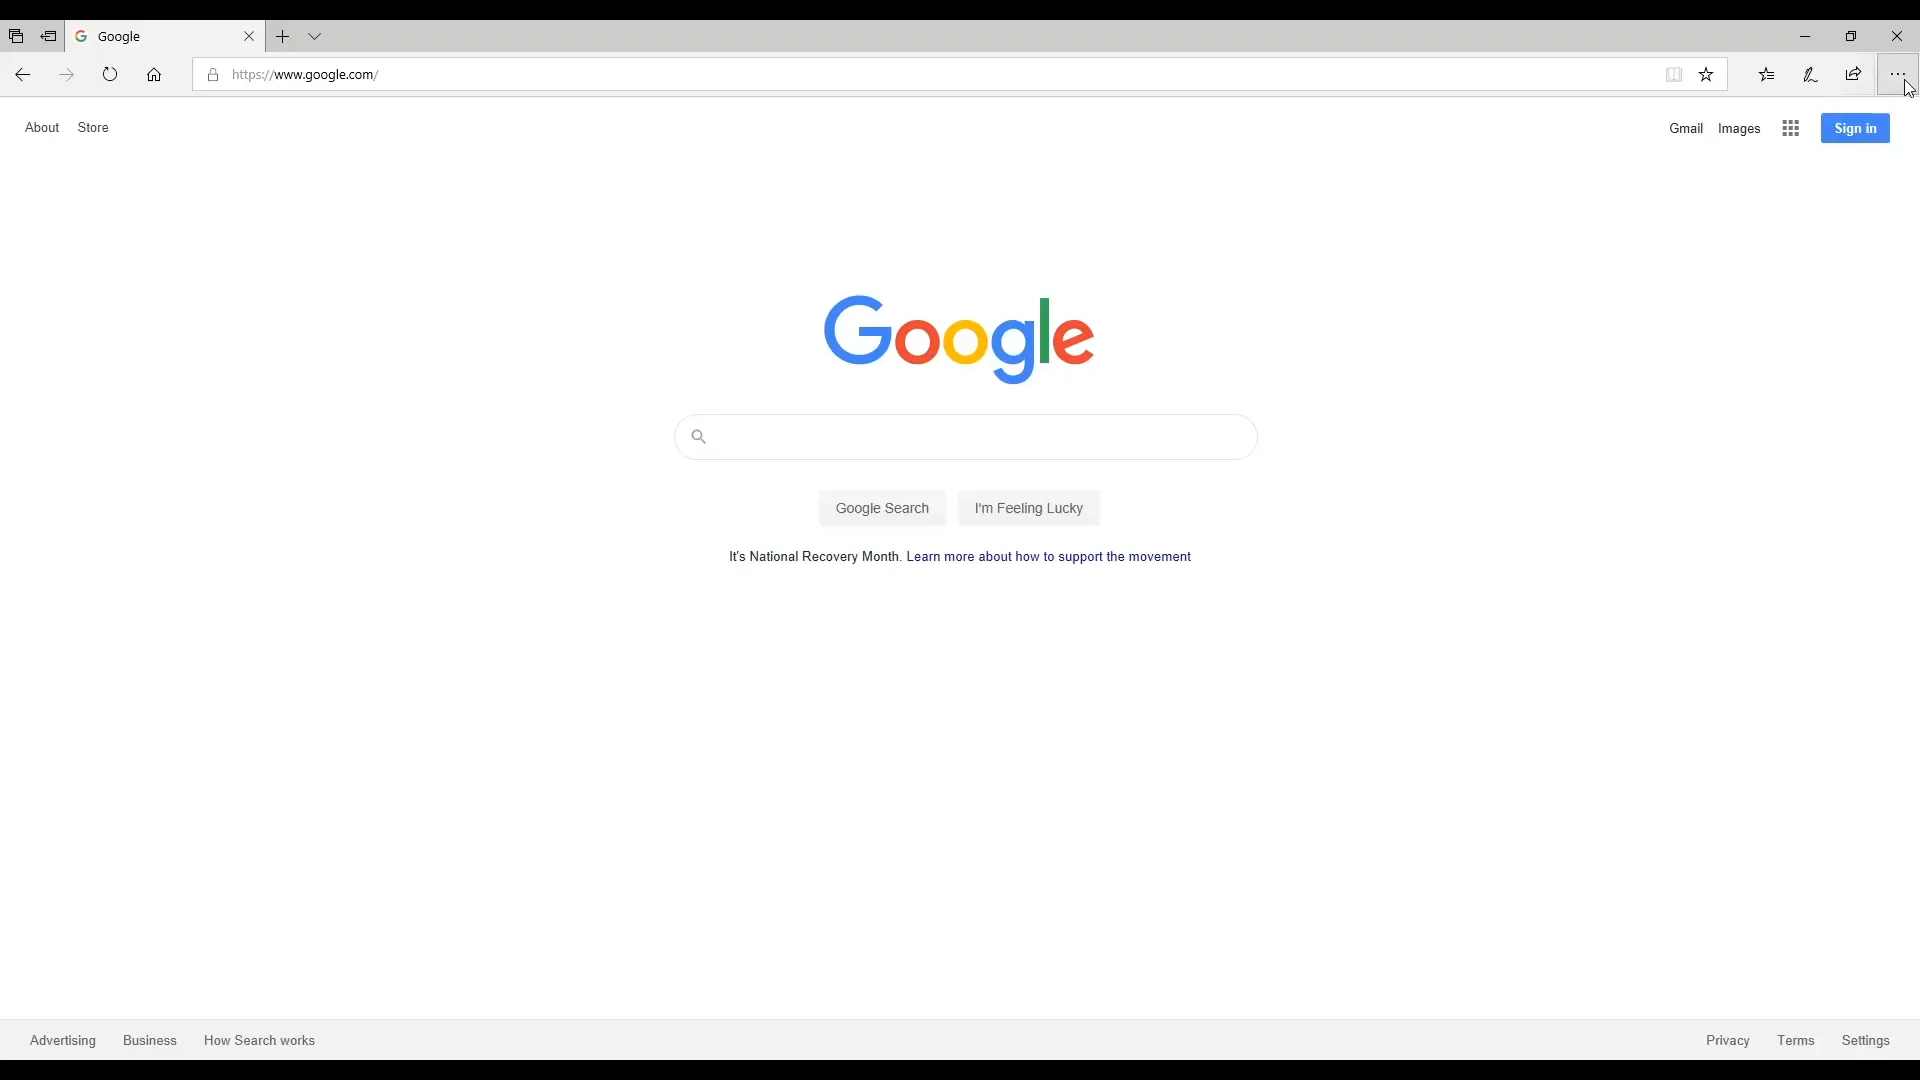 Google
https://www.google.com/
About Store
Gmail Images Sign in
Google
Google Search I'm Feeling Lucky
It's National Recovery Month. Learn more about how to support the movement
Advertising Business How Search works
Privacy Terms Settings